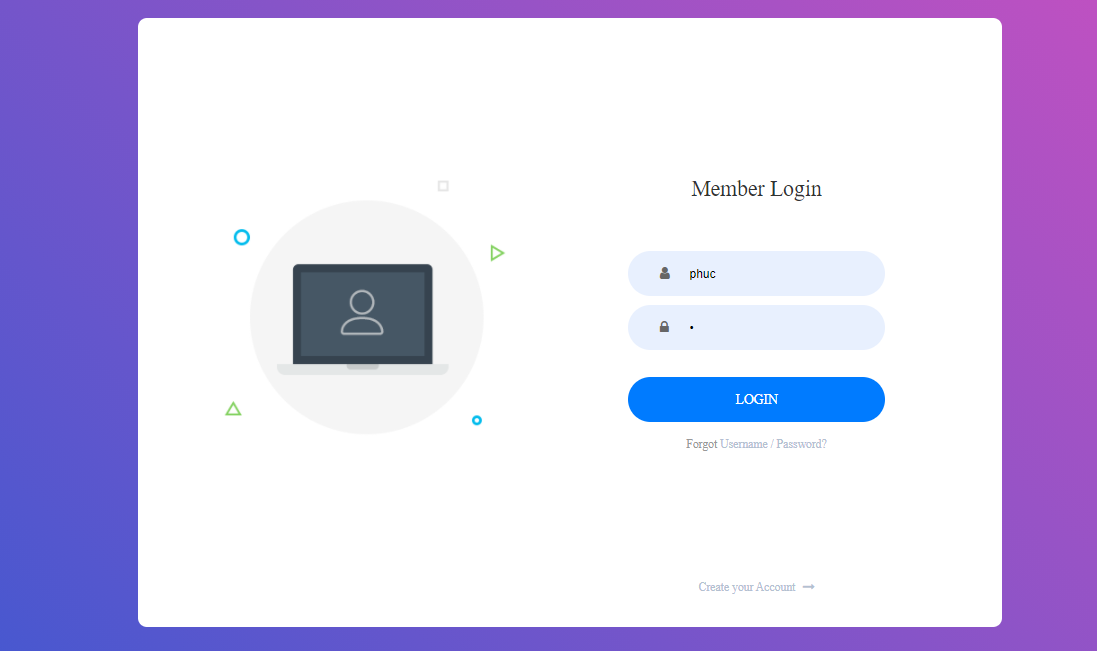 Member Login
phuc
•
LOGIN
Forgot Username / Password?
Create your Account